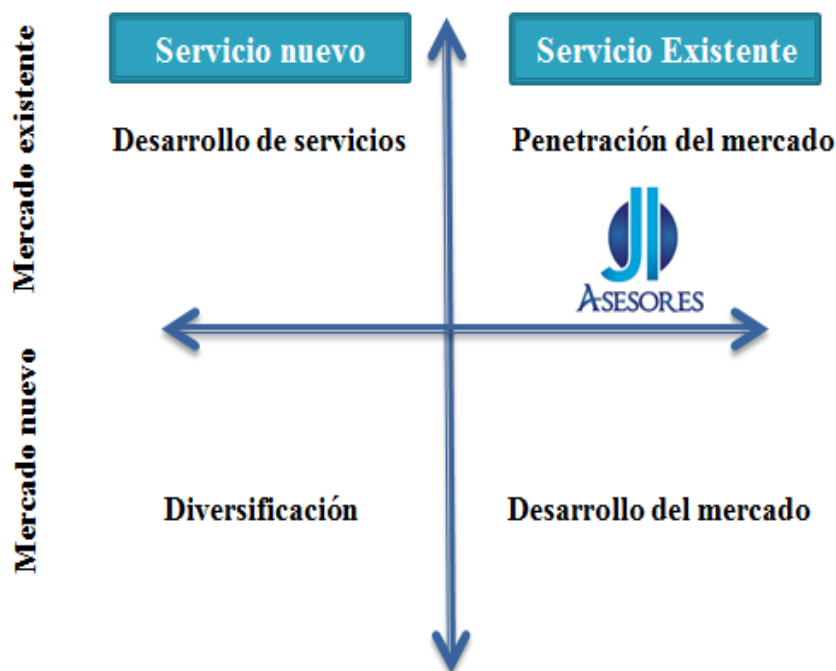 Servicio nuevo
Servicio Existente
Mercado existente
Desarrollo de servicios
Penetración del mercado
JI
ASESORES
Mercado nuevo
Diversificación
Desarrollo del mercado